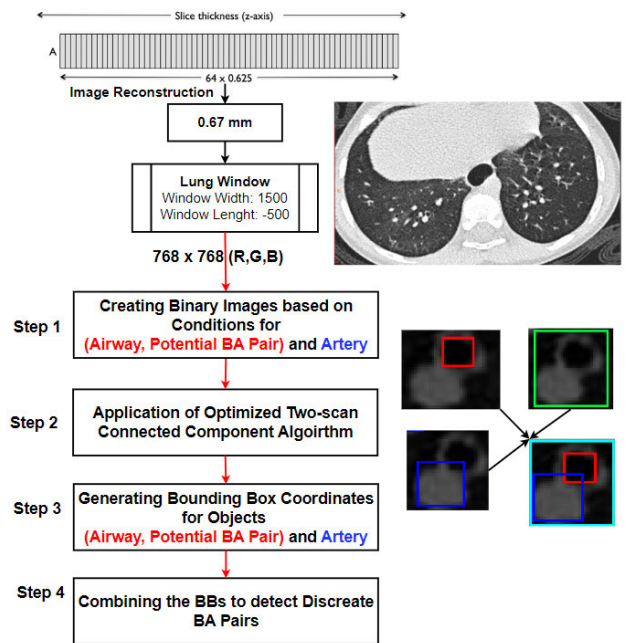 Slice thickness (z-axis)
A
64 x 0.625
Image Reconstruction
0.67 mm
Lung Window
Window Width: 1500
Window Lenght: -500
768 x 768 (R,G,B)
Step 1
Creating Binary Images based on
Conditions for
(Airway, Potential BA Pair) and Artery
Step 2
Application of Optimized Two-scan
Connected Component Algoirthm
Step 3
Generating Bounding Box Coordinates
for Objects
(Airway, Potential BA Pair) and Artery
Step 4
Combining the BBs to detect Discreate
BA Pairs